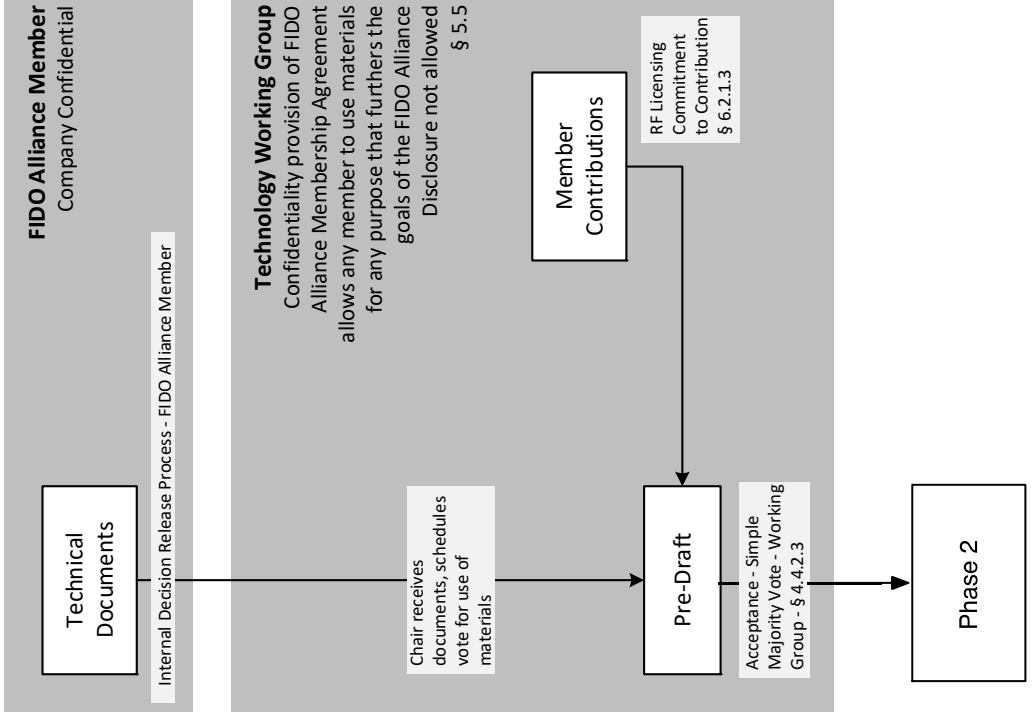 FIDO Alliance Member
Company Confidential
Technical
Documents
Internal Decision Release Process - FIDO Alliance Member
Technology Working Group
Confidentiality provision of FIDO
Alliance Membership Agreement
allows any member to use materials
for any purpose that furthers the
goals of the FIDO Alliance
Disclosure not allowed
§ 5.5
Member
Contributions
RF Licensing
Commitment
to Contribution
§ 6.2.1.3
Chair receives
documents, schedules
vote for use of
materials
Pre-Draft
Acceptance - Simple
Majority Vote - Working
Group - § 4.4.2.3
Phase 2